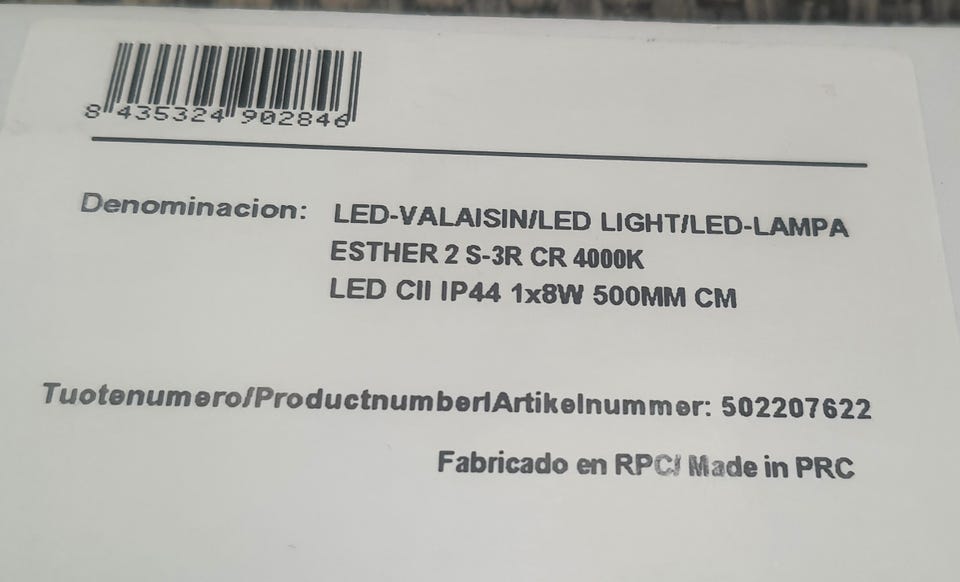 8 435324 902846
Denominacion: LED-VALAISIN/LED LIGHT/LED-LAMPA
ESTHER 2 S-3R CR 4000K
LED CII IP44 1x8W 500MM CM
Tuotenumero/Productnumber/Artikelnummer: 502207622
Fabricado en RPC/ Made in PRC